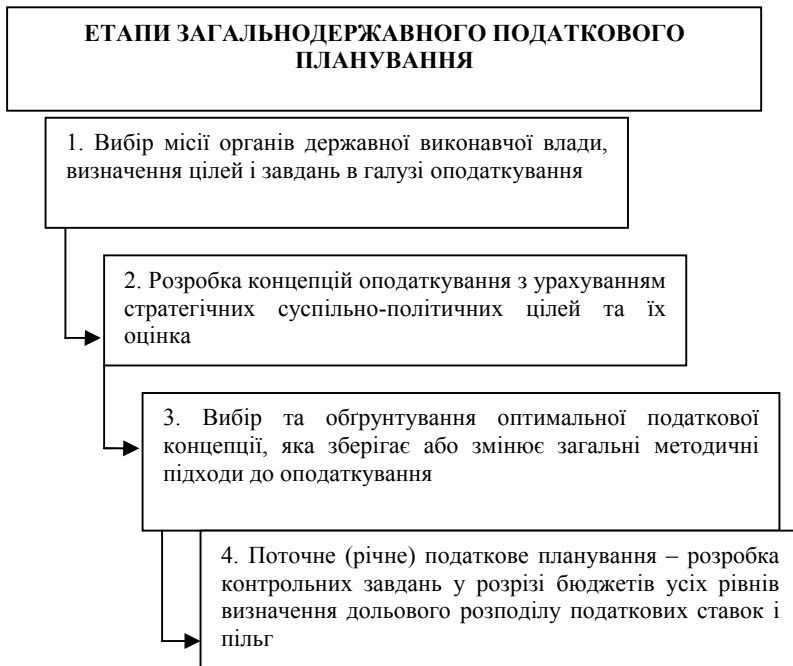 ЕТАПИ ЗАГАЛЬНОДЕРЖАВНОГО ПОДАТКОВОГО
ПЛАНУВАННЯ
1. Вибір місії органів державної виконавчої влади,
визначення цілей і завдань в галузі оподаткування
2. Розробка концепцій оподаткування з урахуванням
стратегічних суспільно-політичних цілей та їх
оцінка
3. Вибір та обґрунтування оптимальної податкової
концепції, яка зберігає або змінює загальні методичні
підходи до оподаткування
4. Поточне (річне) податкове планування – розробка
контрольних завдань у розрізі бюджетів усіх рівнів
визначення дольового розподілу податкових ставок і
пільг